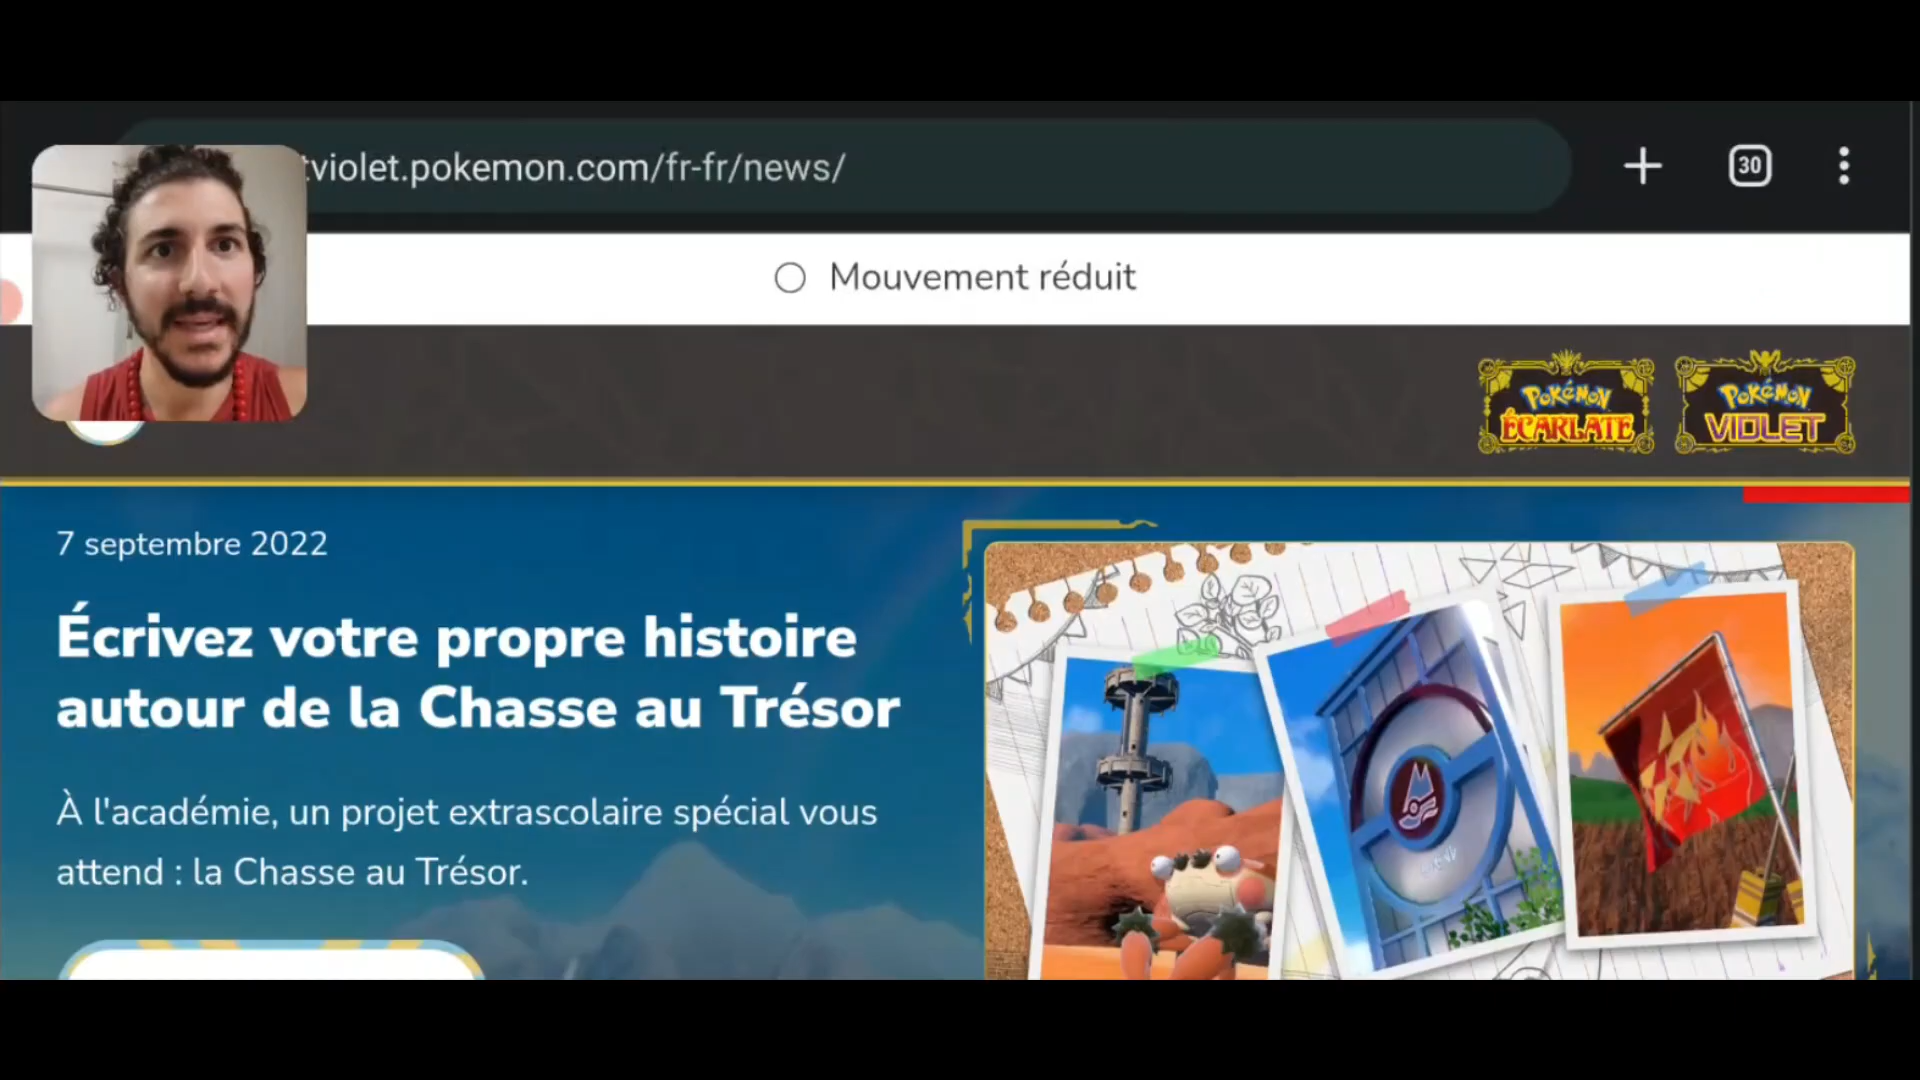 tviolet.pokemon.com/fr-fr/news/
30
Mouvement réduit
POKÉMON
ÉCARLATE
POKÉMON
VIOLET
7 septembre 2022
Écrivez votre propre histoire
autour de la Chasse au Trésor
À l'académie, un projet extrascolaire spécial vous
attend : la Chasse au Trésor.